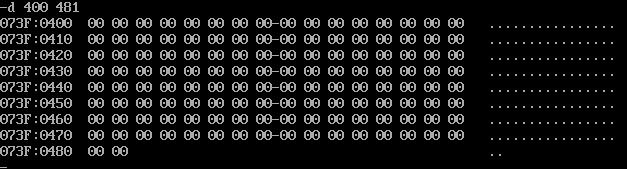 -d 400 481
073F:0400  00 00 00 00 00 00 00 00-00 00 00 00 00 00 00 00   ................
073F:0410  00 00 00 00 00 00 00 00-00 00 00 00 00 00 00 00   ................
073F:0420  00 00 00 00 00 00 00 00-00 00 00 00 00 00 00 00   ................
073F:0430  00 00 00 00 00 00 00 00-00 00 00 00 00 00 00 00   ................
073F:0440  00 00 00 00 00 00 00 00-00 00 00 00 00 00 00 00   ................
073F:0450  00 00 00 00 00 00 00 00-00 00 00 00 00 00 00 00   ................
073F:0460  00 00 00 00 00 00 00 00-00 00 00 00 00 00 00 00   ................
073F:0470  00 00 00 00 00 00 00 00-00 00 00 00 00 00 00 00   ................
073F:0480  00 00                                             ..
-